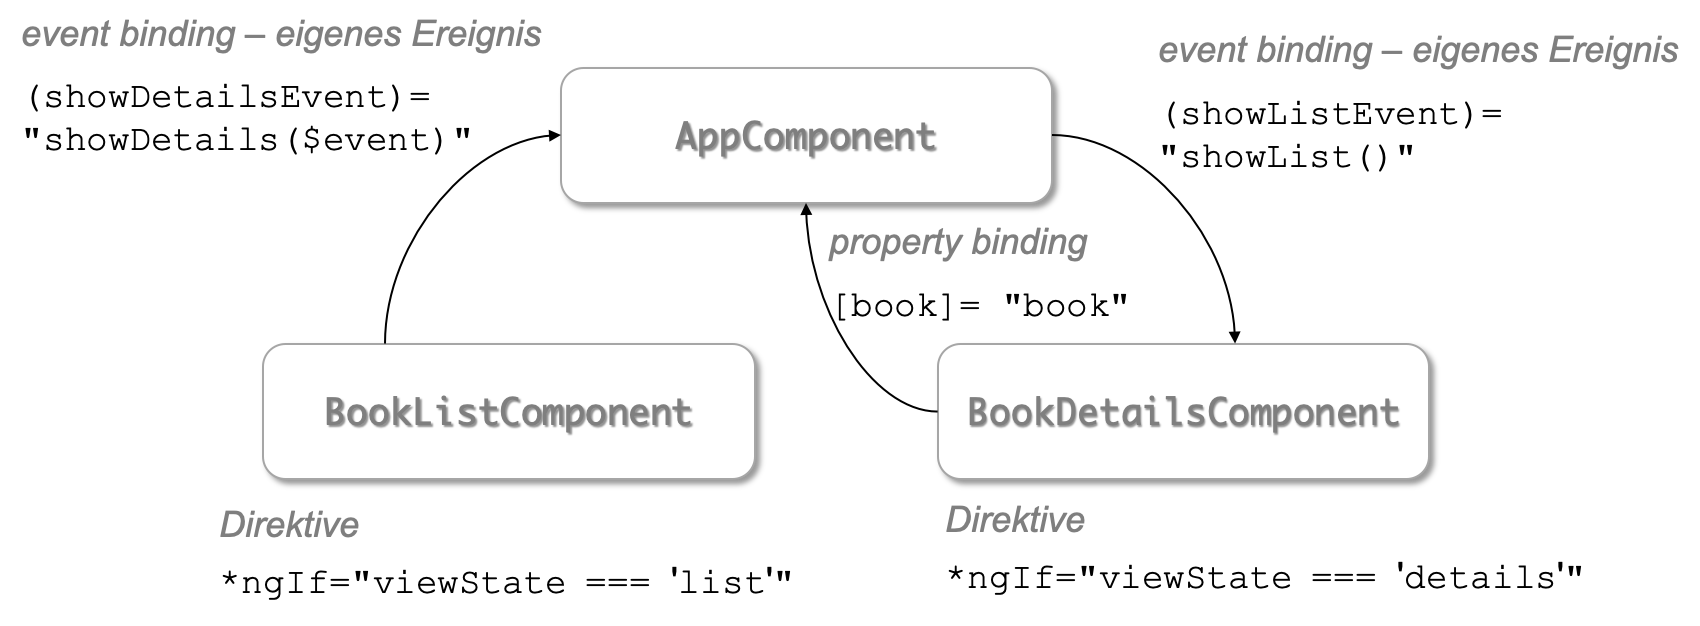 event binding – eigenes Ereignis
(showDetailsEvent)=
"showDetails($event)"
AppComponent
event binding – eigenes Ereignis
(showListEvent)=
"showList()"
property binding
[book]= "book"
BookListComponent
BookDetailsComponent
Direktive
*ngIf="viewState === 'list'"
Direktive
*ngIf="viewState === 'details'"